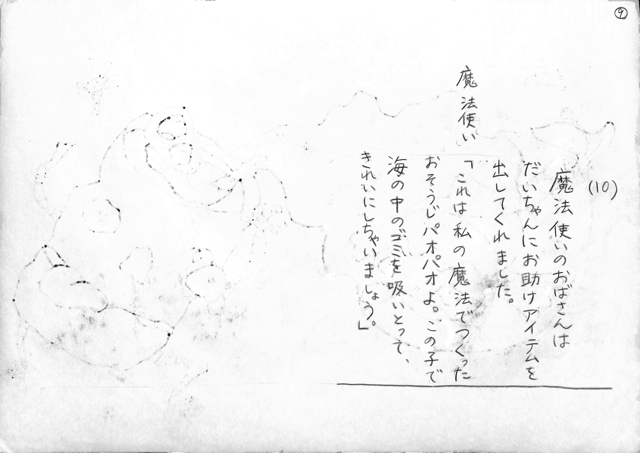 ⑨
(10)
魔法使いのおばさんは
だいちゃんにお助けアイテムを
出してくれました。
魔法使い「これは私の魔法でつくった
おそうじパオパオよ。この子で
海の中のゴミを吸いとって、
きれいにしちゃいましょう。」